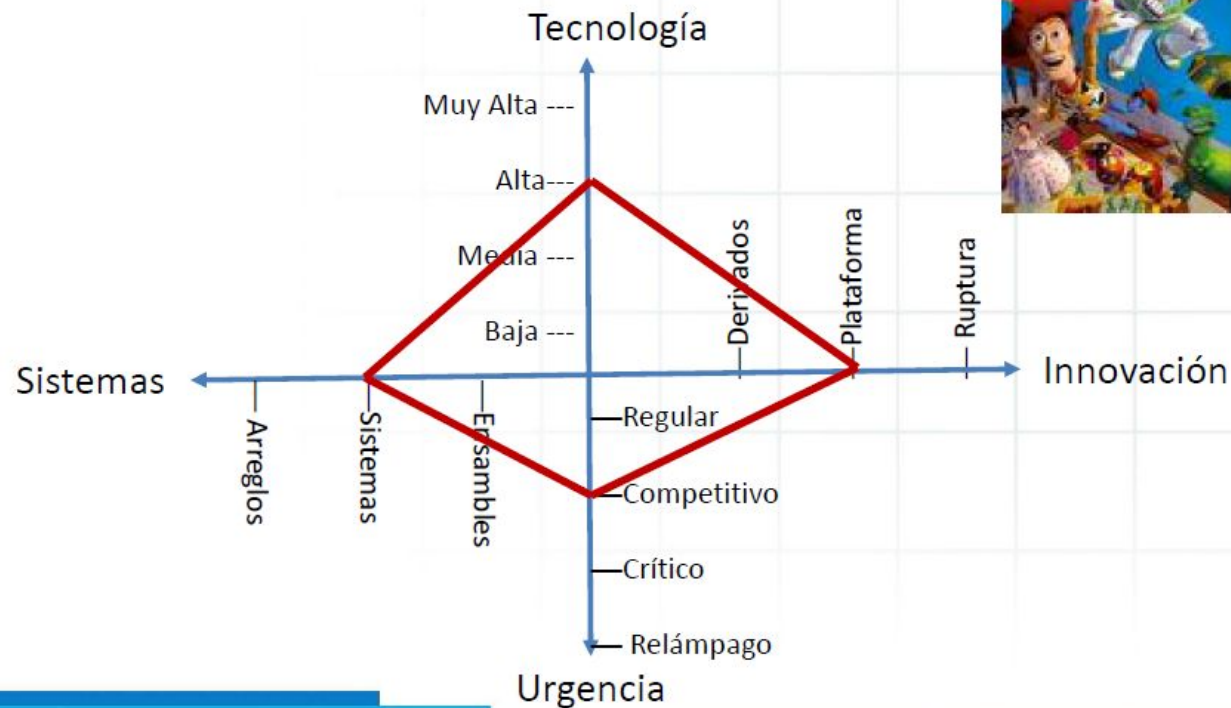 Tecnología
Muy Alta ---
Alta---
Media ---
Baja ---
Derivados
Plataforma
Ruptura
Sistemas
Innovación
Arreglos
Sistemas
Ensambles
Regular
Competitivo
Crítico
Relámpago
Urgencia